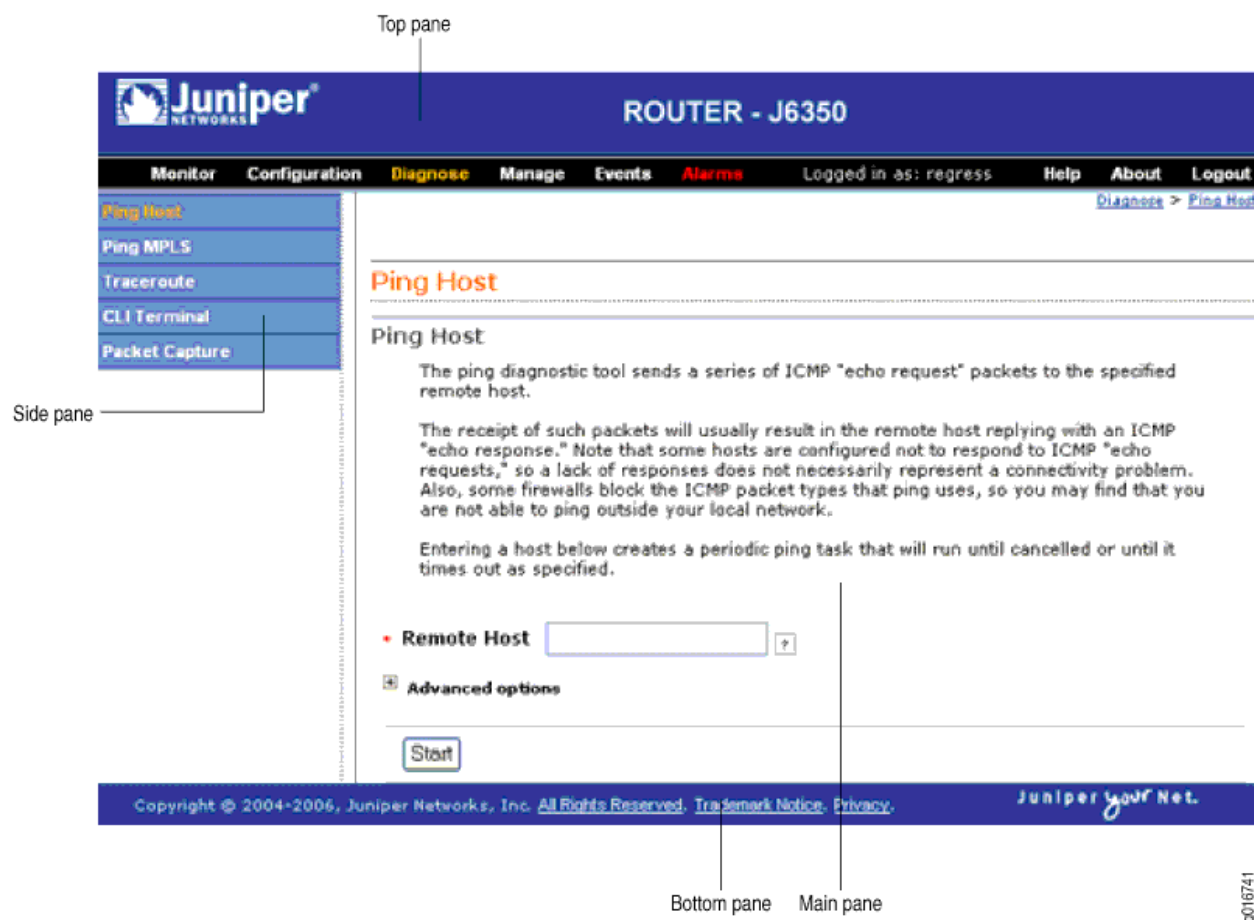 Top pane
Juniper®
NETWORKS
ROUTER - J6350
Monitor Configuration Diagnose Manage Events Alarms Logged in as: regress Help About Logout
Diagnose > Ping Host
Ping Host
Ping MPLS
Traceroute
CLI Terminal
Packet Capture
Side pane
Ping Host
Ping Host
The ping diagnostic tool sends a series of ICMP "echo request" packets to the specified
remote host.
The receipt of such packets will usually result in the remote host replying with an ICMP
"echo response." Note that some hosts are configured not to respond to ICMP "echo
requests," so a lack of responses does not necessarily represent a connectivity problem.
Also, some firewalls block the ICMP packet types that ping uses, so you may find that you
are not able to ping outside your local network.
Entering a host below creates a periodic ping task that will run until cancelled or until it
times out as specified.
• Remote Host ?
+ Advanced options
Start
Copyright © 2004-2006, Juniper Networks, Inc. All Rights Reserved. Trademark Notice. Privacy.
Juniper your Net.
Bottom pane Main pane
g016741